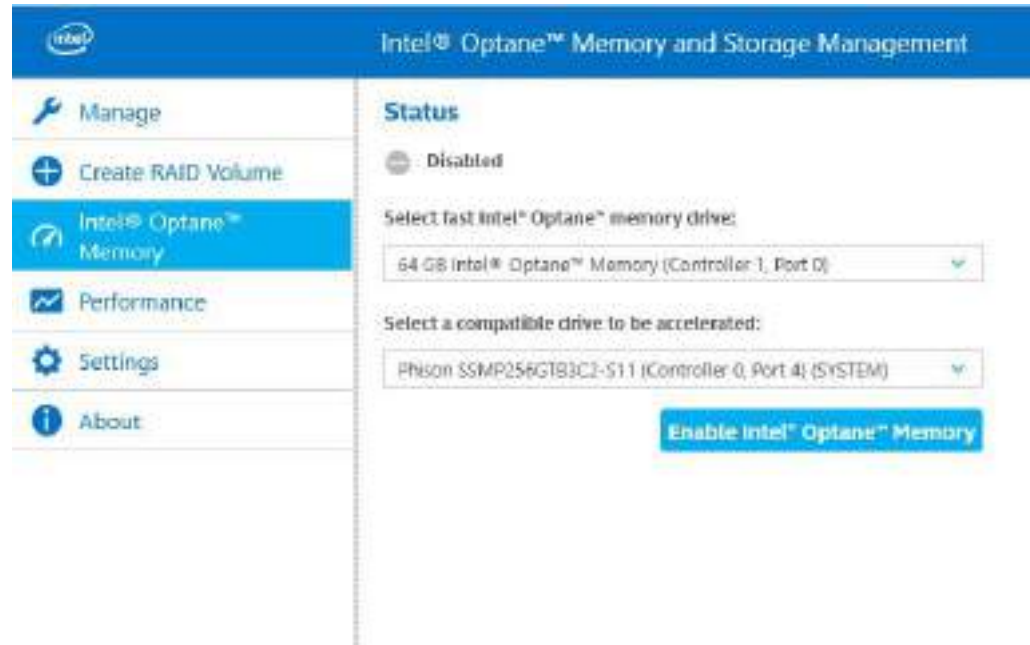 intel
Intel® Optane™ Memory and Storage Management
Manage
Create RAID Volume
Intel® Optane™
Memory
Performance
Settings
About
Status
Disabled
Select fast Intel® Optane™ memory drive:
64 GB Intel® Optane™ Memory (Controller 1, Port 0)
Select a compatible drive to be accelerated:
Phison SSMP256GTB3C2-S11 (Controller 0, Port 4) (SYSTEM)
Enable Intel® Optane™ Memory